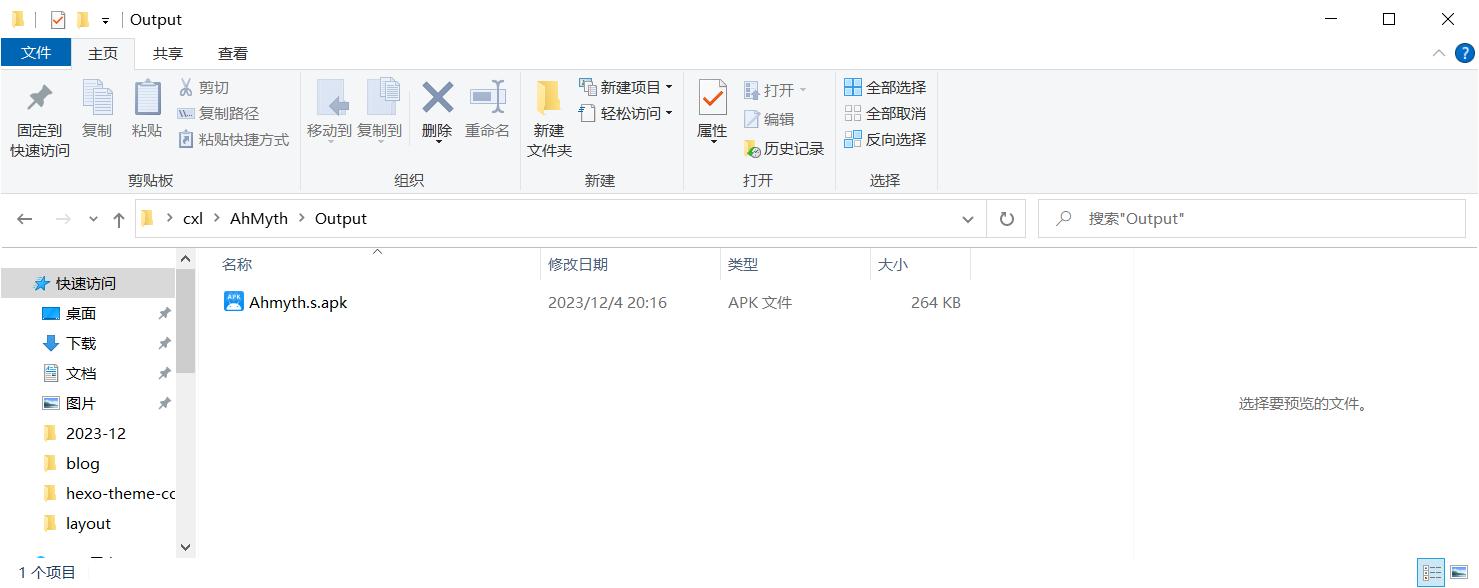 Output
文件 主页 共享 查看
固定到
快速访问
复制
粘贴
剪切
复制路径
粘贴快捷方式
剪贴板
移动到
复制到
删除
重命名
组织
新建
文件夹
新建项目
轻松访问
新建
属性
打开
编辑
历史记录
打开
全部选择
全部取消
反向选择
选择
cxl AhMyth Output
搜索"Output"
名称 修改日期 类型 大小
Ahmyth.s.apk 2023/12/4 20:16 APK 文件 264 KB
快速访问
桌面
下载
文档
图片
2023-12
blog
hexo-theme-cc
layout
选择要预览的文件。
1 个项目